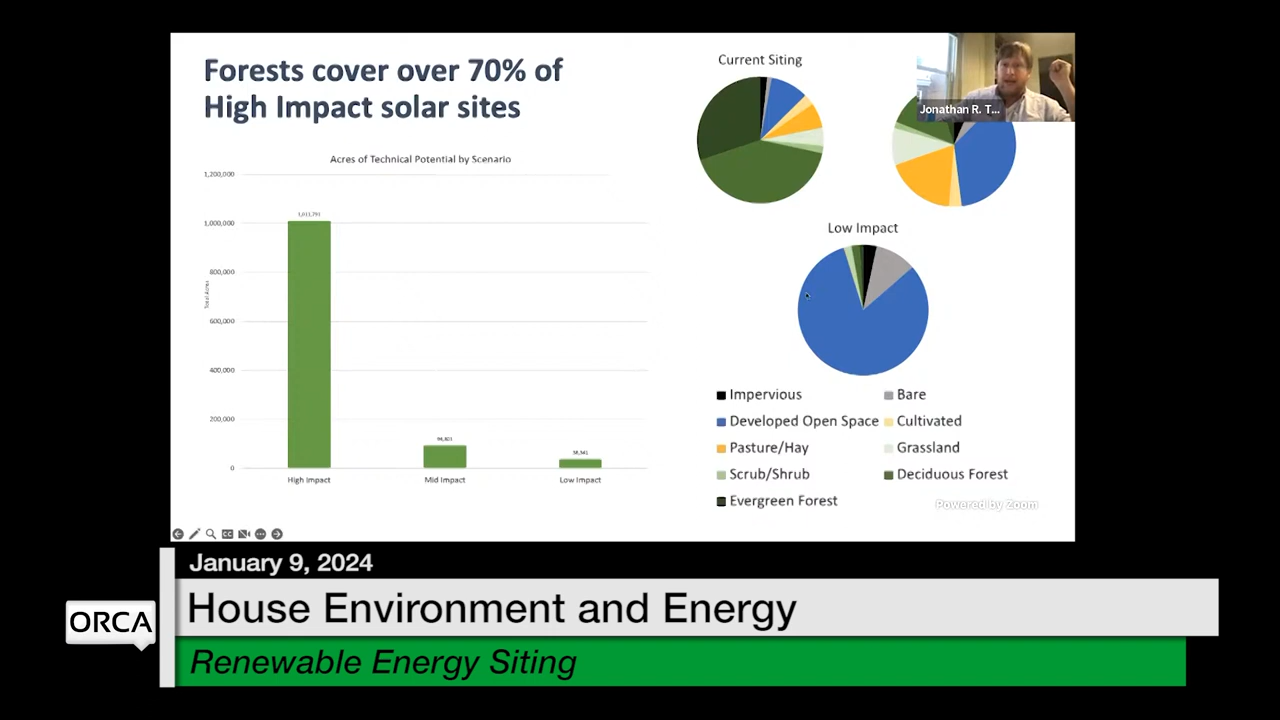 Forests cover over 70% of
High Impact solar sites
Acres of Technical Potential by Scenario
1,200,000
1,000,000
800,000
600,000
400,000
200,000
0
Total Acres
High Impact
Mid Impact
Low Impact
Current Siting
Jonathan R. T...
Low Impact
Impervious
Bare
Developed Open Space
Cultivated
Pasture/Hay
Grassland
Scrub/Shrub
Deciduous Forest
Evergreen Forest
Powered by Zoom
January 9, 2024
ORCA
House Environment and Energy
Renewable Energy Siting